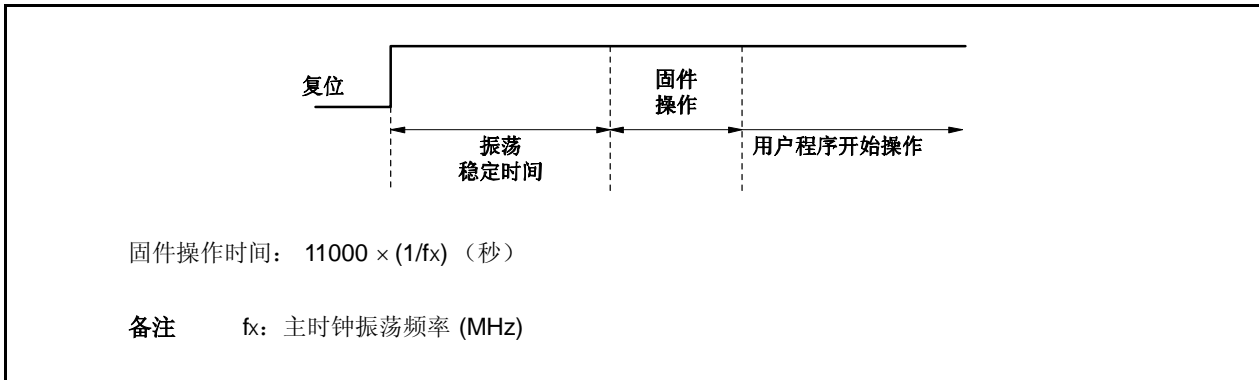 复位
固件
操作
振荡
稳定时间
用户程序开始操作
固件操作时间： 11000 × (1/fx) （秒）
备注 fx：主时钟振荡频率 (MHz)